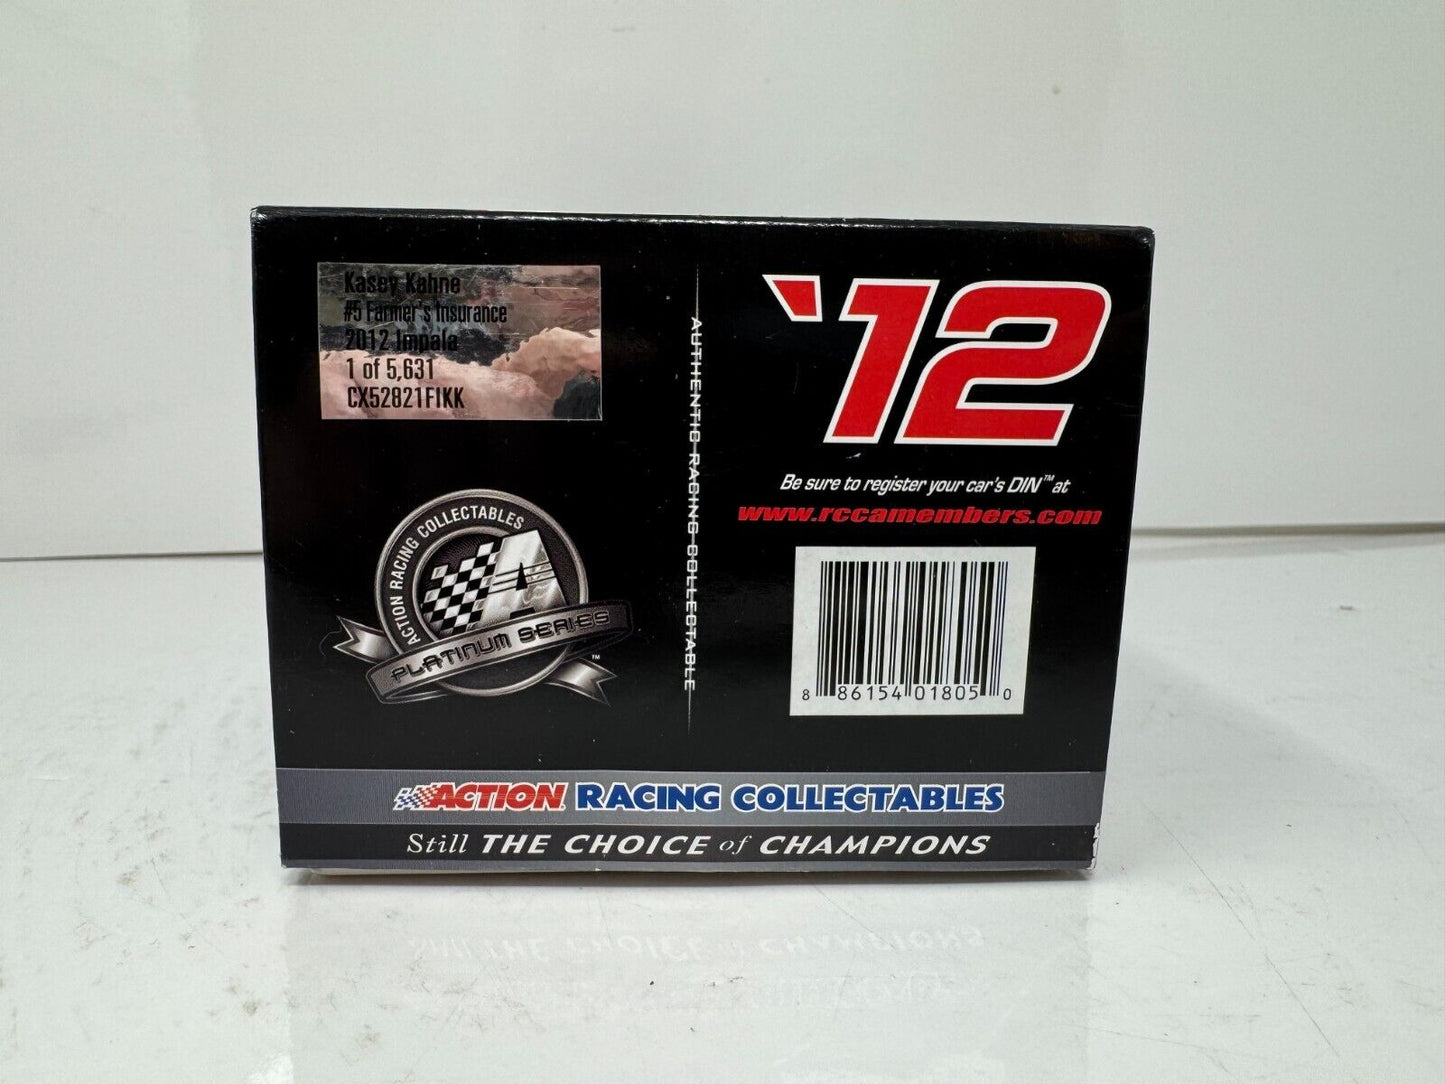 Kasey Kahne
#5 Farmer's Insurance
2012 Impala
1 of 5,631
CX52821FIKK
ACTION RACING COLLECTABLES
PLATINUM SERIES™
AUTHENTIC RACING COLLECTABLE
'12
Be sure to register your car's DIN™ at
www.rccamembers.com
8 86154 01805 0
ACTION RACING COLLECTABLES
Still THE CHOICE of CHAMPIONS